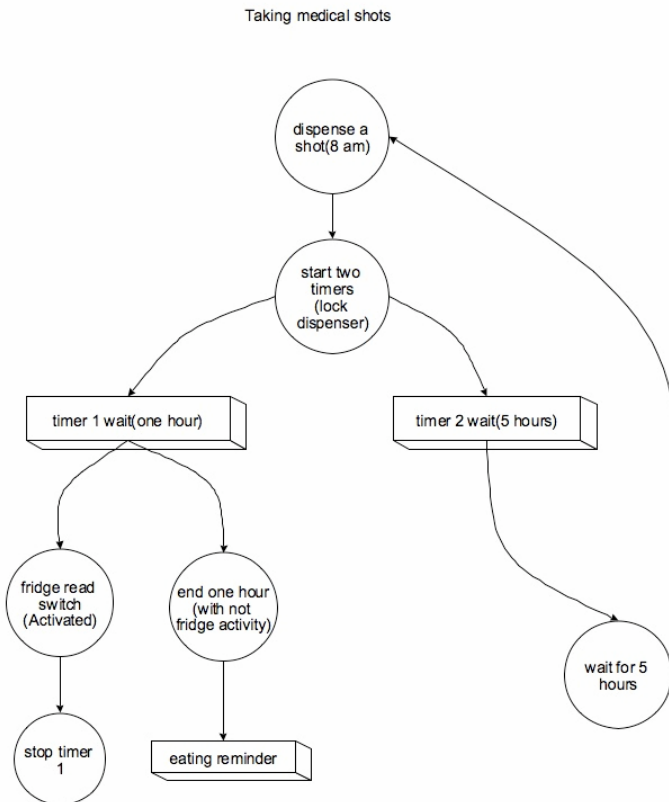 Taking medical shots
dispense a
shot(8 am)
start two
timers
(lock
dispenser)
timer 1 wait(one hour)
timer 2 wait(5 hours)
fridge read
switch
(Activated)
end one hour
(with not
fridge activity)
wait for 5
hours
stop timer
1
eating reminder